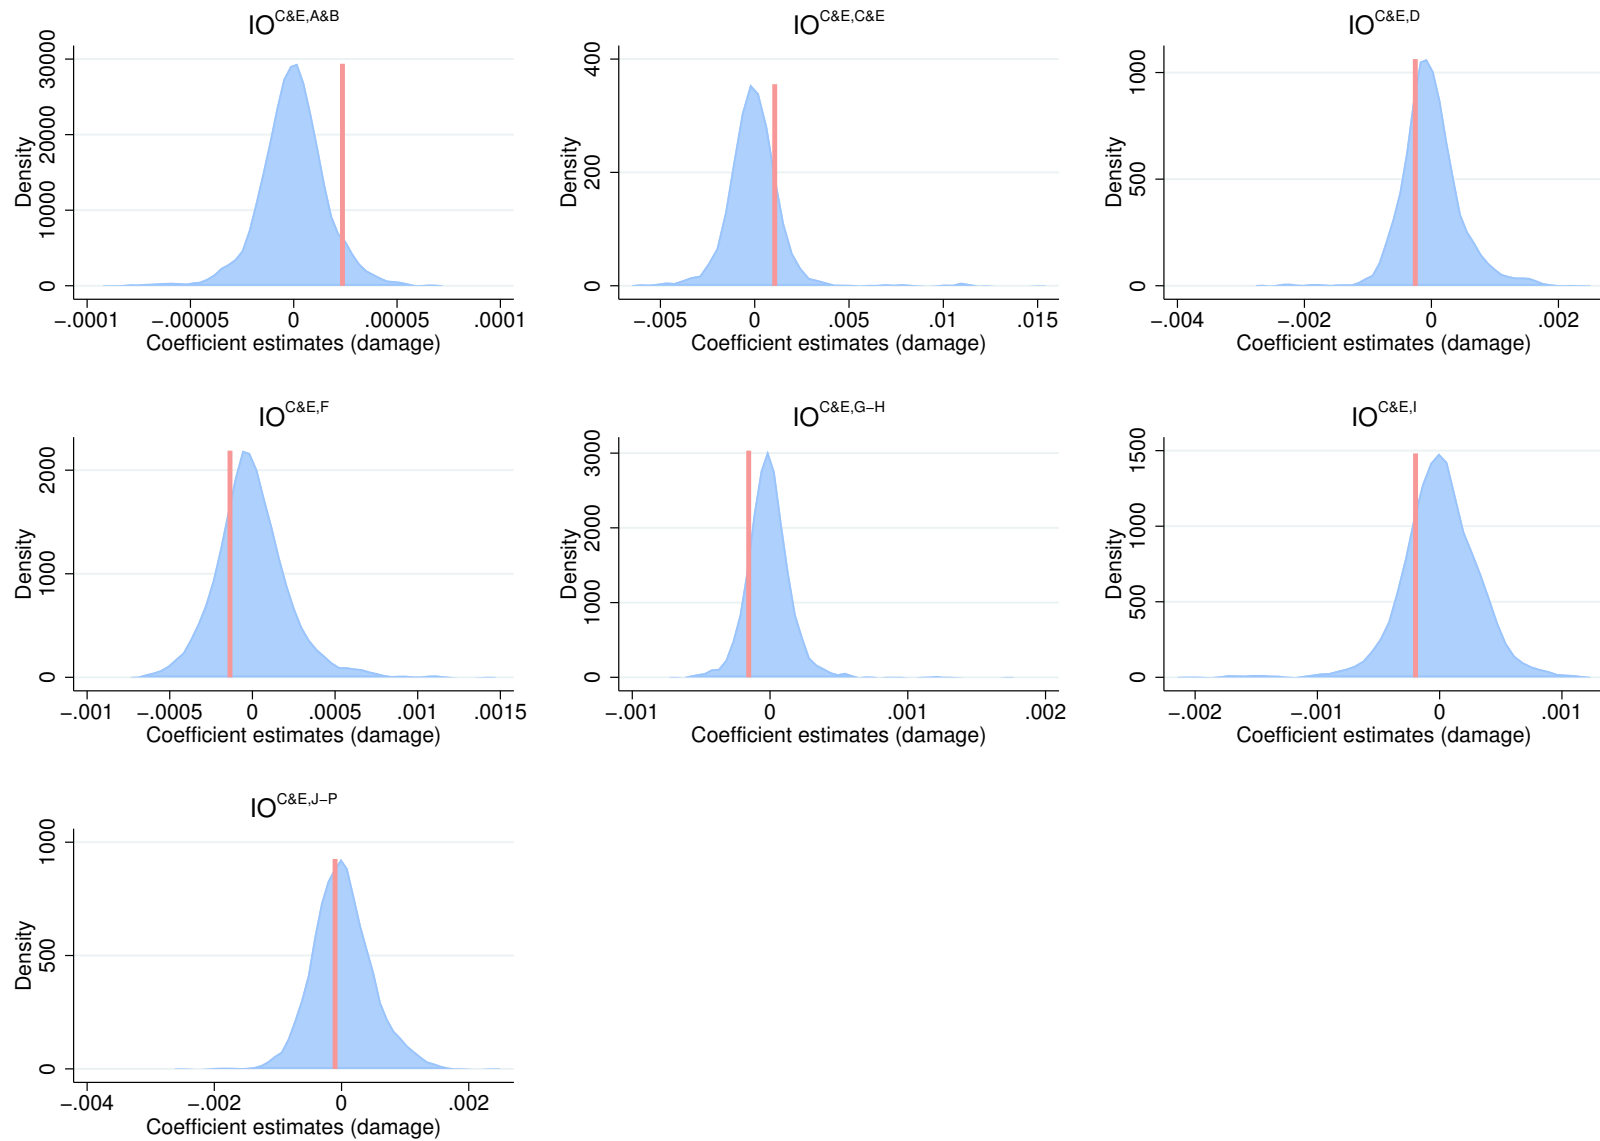 IO^C&E,A&B
Density
30000
20000
10000
0
−.0001 −.00005 0 .00005 .0001
Coefficient estimates (damage)
IO^C&E,C&E
Density
400
200
0
−.005 0 .005 .01 .015
Coefficient estimates (damage)
IO^C&E,D
Density
1000
500
0
−.004 −.002 0 .002
Coefficient estimates (damage)
IO^C&E,F
Density
2000
1000
0
−.001 −.0005 0 .0005 .001 .0015
Coefficient estimates (damage)
IO^C&E,G−H
Density
3000
2000
1000
0
−.001 0 .001 .002
Coefficient estimates (damage)
IO^C&E,I
Density
1500
1000
500
0
−.002 −.001 0 .001
Coefficient estimates (damage)
IO^C&E,J−P
Density
1000
500
0
−.004 −.002 0 .002
Coefficient estimates (damage)